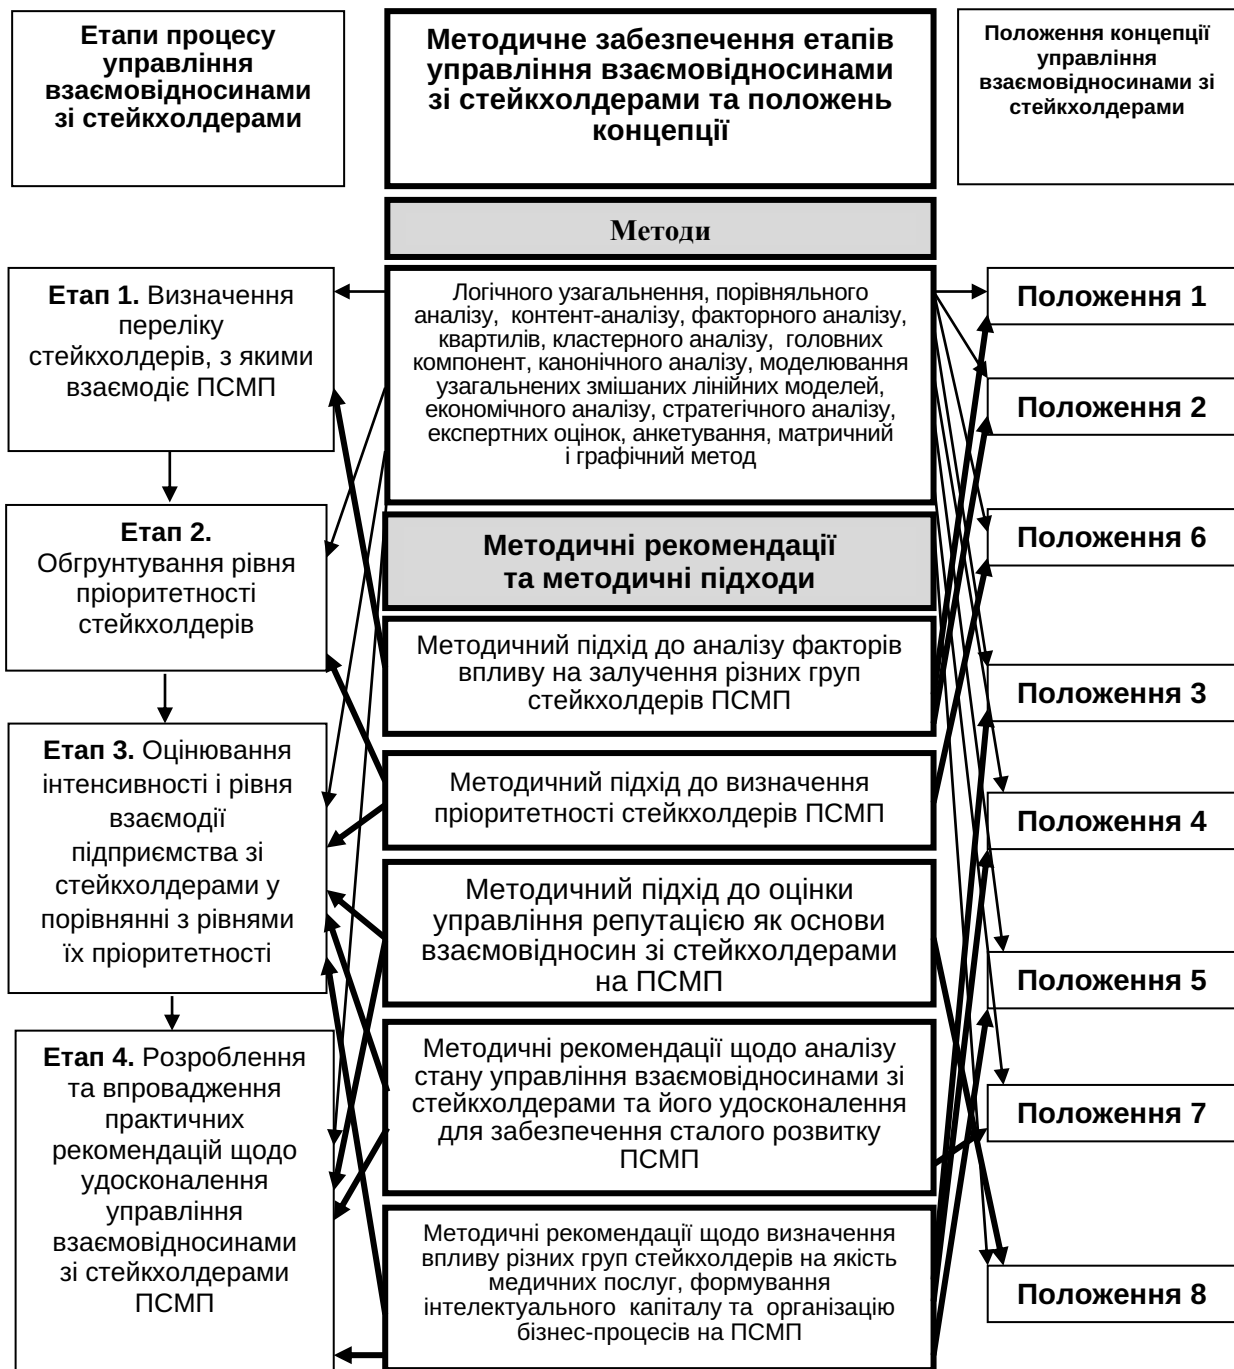 Етапи процесу
управління
взаємовідносинами
зі стейкхолдерами
Методичне забезпечення етапів
управління взаємовідносинами
зі стейкхолдерами та положень
концепції
Положення концепції
управління
взаємовідносинами зі
стейкхолдерами
Методи
Етап 1. Визначення
переліку
стейкхолдерів, з якими
взаємодіє ПСМП
Етап 2.
Обгрунтування рівня
пріоритетності
стейкхолдерів
Етап 3. Оцінювання
інтенсивності і рівня
взаємодії
підприємства зі
стейкхолдерами у
порівнянні з рівнями
їх пріоритетності
Етап 4. Розроблення
та впровадження
практичних
рекомендацій щодо
удосконалення
управління
взаємовідносинами
зі стейкхолдерами
ПСМП
Логічного узагальнення, порівняльного
аналізу, контент-аналізу, факторного аналізу,
квартилів, кластерного аналізу, головних
компонент, канонічного аналізу, моделювання
узагальнених змішаних лінійних моделей,
економічного аналізу, стратегічного аналізу,
експертних оцінок, анкетування, матричний
і графічний метод
Методичні рекомендації
та методичні підходи
Методичний підхід до аналізу факторів
впливу на залучення різних груп
стейкхолдерів ПСМП
Методичний підхід до визначення
пріоритетності стейкхолдерів ПСМП
Методичний підхід до оцінки
управління репутацією як основи
взаємовідносин зі стейкхолдерами
на ПСМП
Методичні рекомендації щодо аналізу
стану управління взаємовідносинами зі
стейкхолдерами та його удосконалення
для забезпечення сталого розвитку
ПСМП
Методичні рекомендації щодо визначення
впливу різних груп стейкхолдерів на якість
медичних послуг, формування
інтелектуального капіталу та організацію
бізнес-процесів на ПСМП
Положення 1
Положення 2
Положення 6
Положення 3
Положення 4
Положення 5
Положення 7
Положення 8